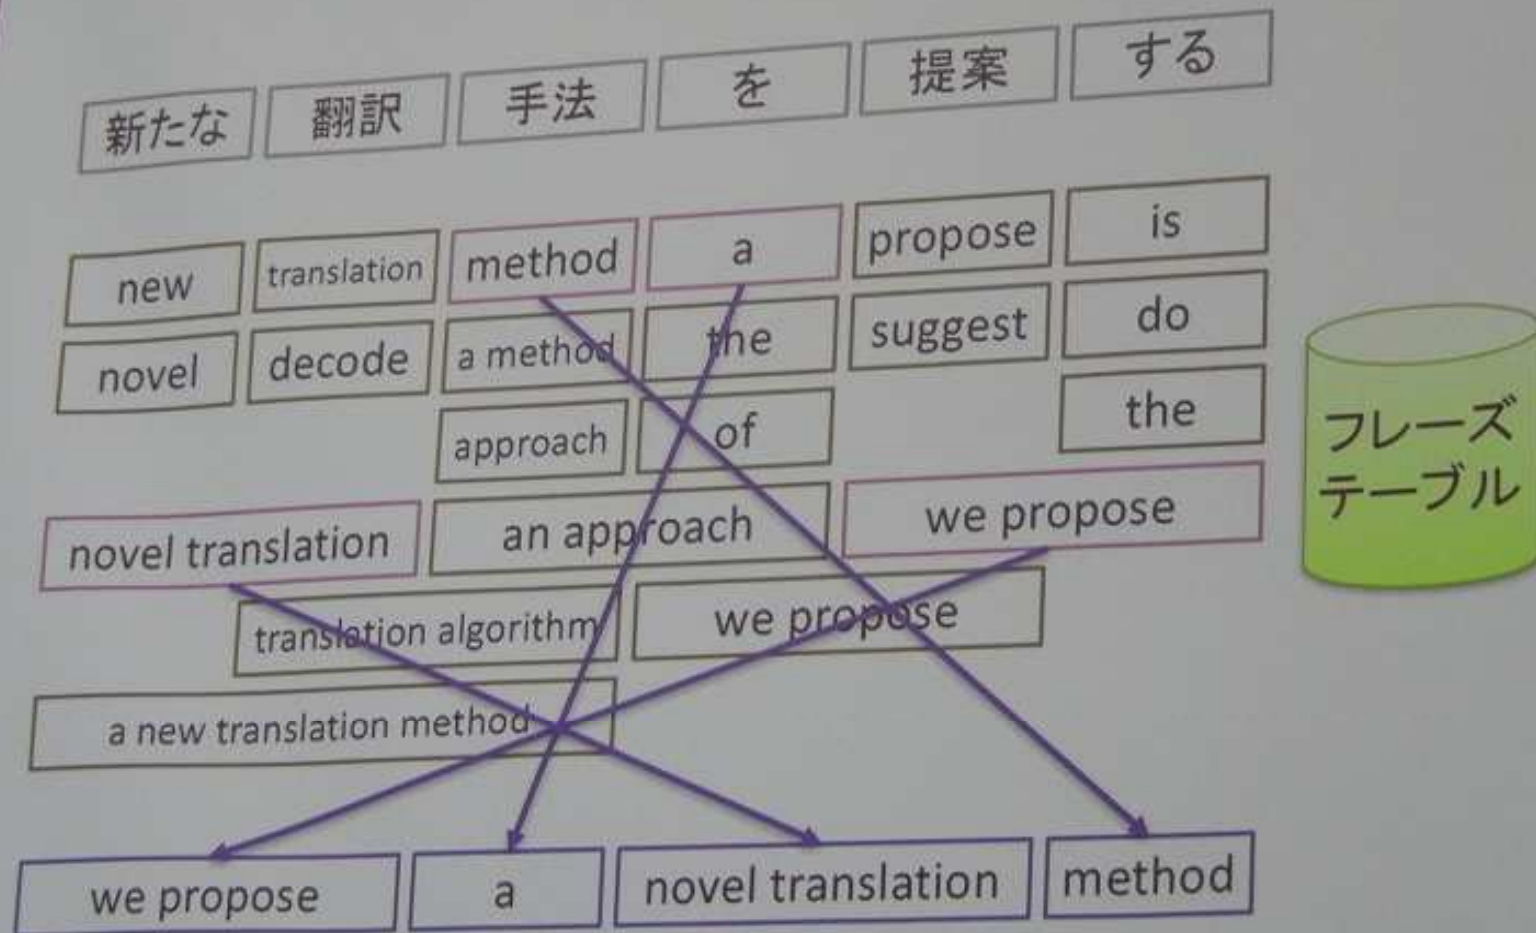 新たな 翻訳 手法 を 提案 する
new translation method a propose is
novel decode a method the suggest do
approach of the
novel translation an approach we propose
translation algorithm we propose
a new translation method
フレーズ
テーブル
we propose a novel translation method